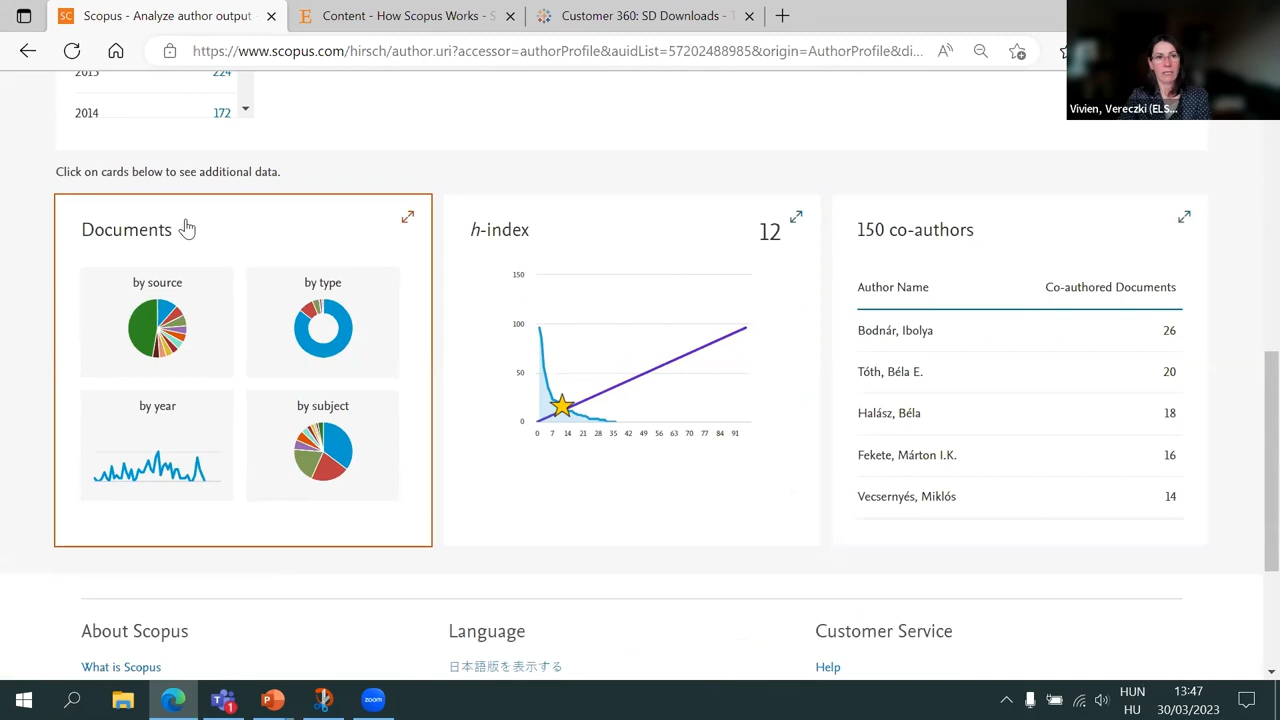 Scopus - Analyze author output -
Content - How Scopus Works - S
Customer 360: SD Downloads - T
https://www.scopus.com/hirsch/author.uri?accessor=authorProfile&auidList=57202488985&origin=AuthorProfile&di...
Vivien, Vereczki (ELS...
2015 224
2014 172
Click on cards below to see additional data.
Documents
by source
by type
by year
by subject
h-index 12
150
100
50
0
0 7 14 21 28 35 42 49 56 63 70 77 84 91
150 co-authors
Author Name Co-authored Documents
Bodnár, Ibolya 26
Tóth, Béla E. 20
Halász, Béla 18
Fekete, Márton I.K. 16
Vecsernyés, Miklós 14
About Scopus
What is Scopus
Language
日本語版を表示する
Customer Service
Help
1
zoom
HUN
HU
13:47
30/03/2023